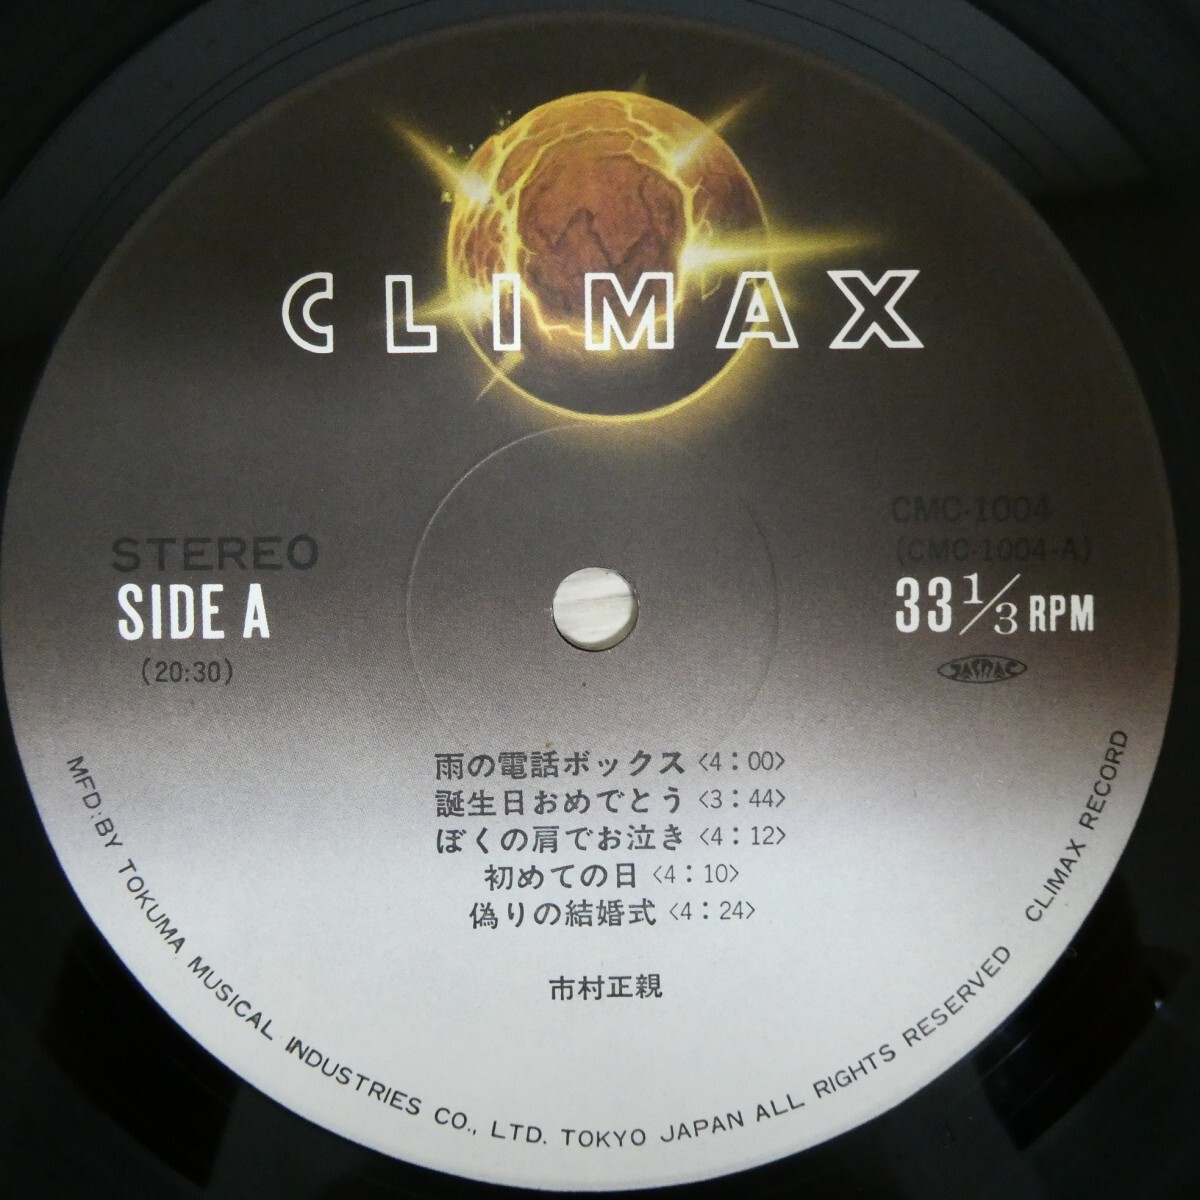 CLIMAX
STEREO
SIDE A
(20:30)
CMC-1004
(CMC-1004-A)
33 1/3 RPM
JASRAC
雨の電話ボックス〈4：00〉
誕生日おめでとう〈3：44〉
ぼくの肩でお泣き〈4：12〉
初めての日〈4：10〉
偽りの結婚式〈4：24〉
市村正親
MFD:BY TOKUMA MUSICAL INDUSTRIES CO., LTD. TOKYO JAPAN ALL RIGHTS RESERVED CLIMAX RECORD